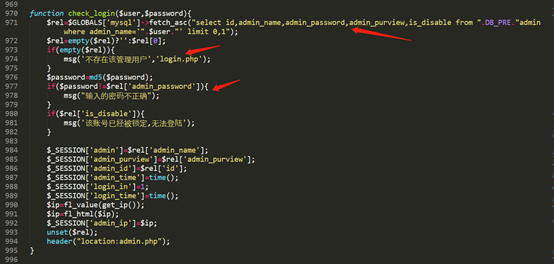 969
970 function check_login($user,$password){
971 $rel=$GLOBALS['mysql']->fetch_asc("select id,admin_name,admin_password,admin_purview,is_disable from ".DB_PRE."admin
where admin_name='".$user."' limit 0,1");
972 $rel=empty($rel)?'':$rel[0];
973 if(empty($rel)){
974 msg('不存在该管理用户','login.php');
975 }
976 $password=md5($password);
977 if($password!=$rel['admin_password']){
978 msg("输入的密码不正确");
979 }
980 if($rel['is_disable']){
981 msg('该账号已经被锁定,无法登陆');
982 }
983
984 $_SESSION['admin']=$rel['admin_name'];
985 $_SESSION['admin_purview']=$rel['admin_purview'];
986 $_SESSION['admin_id']=$rel['id'];
987 $_SESSION['admin_time']=time();
988 $_SESSION['login_in']=1;
989 $_SESSION['login_time']=time();
990 $ip=fl_value(get_ip());
991 $ip=fl_html($ip);
992 $_SESSION['admin_ip']=$ip;
993 unset($rel);
994 header("location:admin.php");
995 }
996